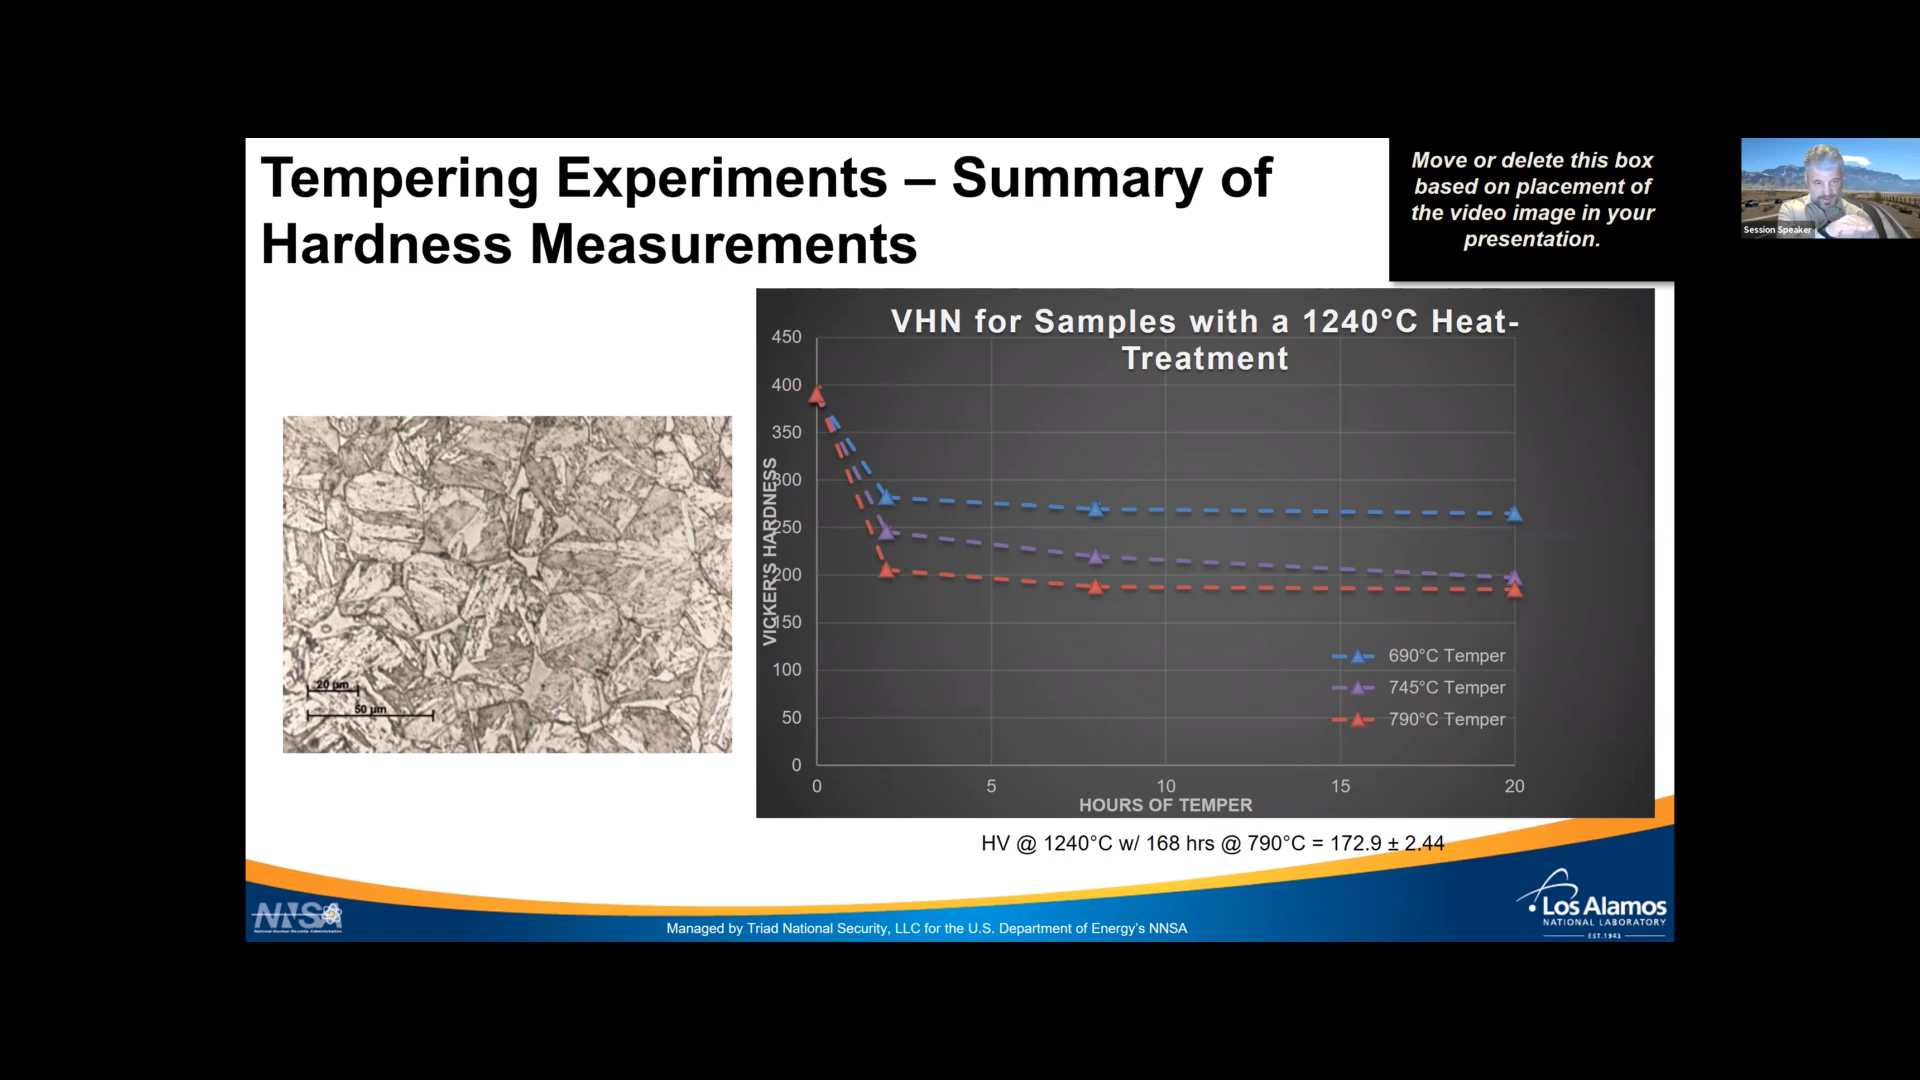 Tempering Experiments – Summary of
Hardness Measurements
Move or delete this box
based on placement of
the video image in your
presentation.
Session Speaker
VHN for Samples with a 1240°C Heat-
Treatment
VICKER'S HARDNESS
450
400
350
300
250
200
150
100
50
0
0 5 10 15 20
HOURS OF TEMPER
690°C Temper
745°C Temper
790°C Temper
20 µm
50 µm
HV @ 1240°C w/ 168 hrs @ 790°C = 172.9 ± 2.44
NNSA
National Nuclear Security Administration
Managed by Triad National Security, LLC for the U.S. Department of Energy's NNSA
Los Alamos
NATIONAL LABORATORY
EST.1943